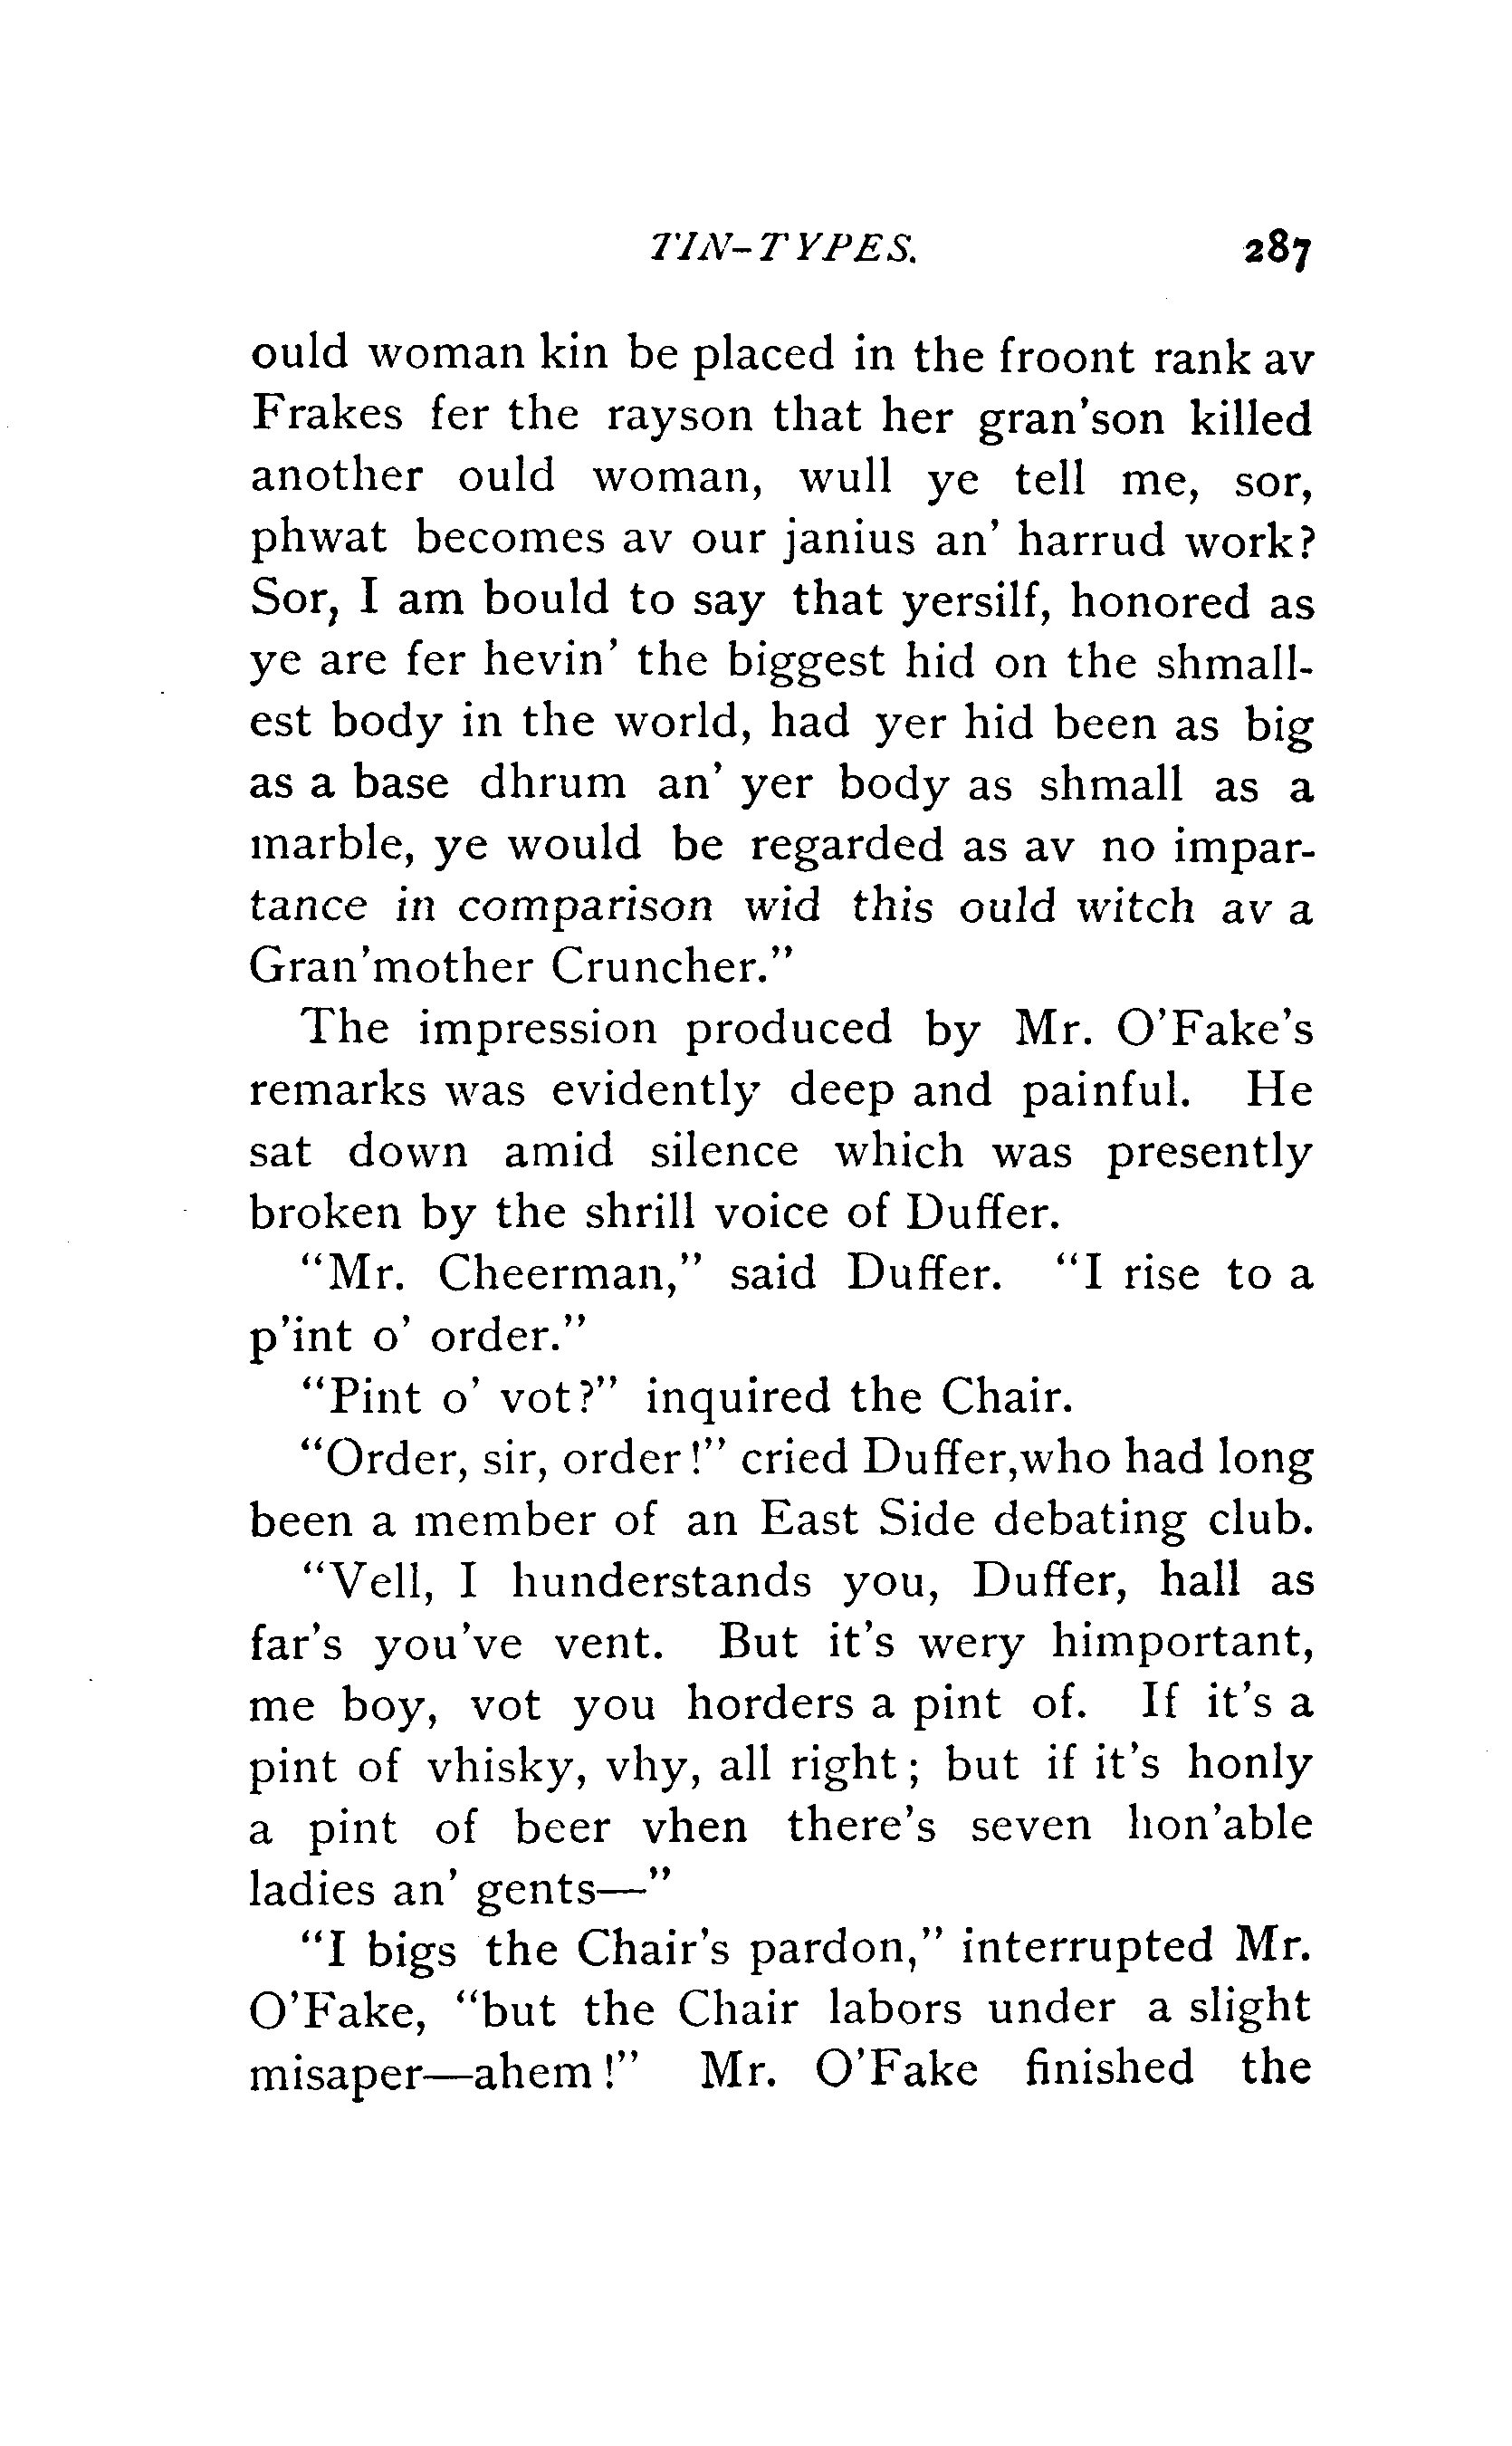 TIN-TYPES. 287
ould woman kin be placed in the froont rank av
Frakes fer the rayson that her gran'son killed
another ould woman, wull ye tell me, sor,
phwat becomes av our janius an' harrud work?
Sor, I am bould to say that yersilf, honored as
ye are fer hevin' the biggest hid on the shmall-
est body in the world, had yer hid been as big
as a base dhrum an' yer body as shmall as a
marble, ye would be regarded as av no impar-
tance in comparison wid this ould witch av a
Gran'mother Cruncher."
The impression produced by Mr. O'Fake's
remarks was evidently deep and painful. He
sat down amid silence which was presently
broken by the shrill voice of Duffer.
"Mr. Cheerman," said Duffer. "I rise to a
p'int o' order."
"Pint o' vot?" inquired the Chair.
"Order, sir, order!" cried Duffer,who had long
been a member of an East Side debating club.
"Vell, I hunderstands you, Duffer, hall as
far's you've vent. But it's wery himportant,
me boy, vot you horders a pint of. If it's a
pint of vhisky, vhy, all right; but if it's honly
a pint of beer vhen there's seven hon'able
ladies an' gents—"
"I bigs the Chair's pardon," interrupted Mr.
O'Fake, "but the Chair labors under a slight
misaper—ahem!" Mr. O'Fake finished the